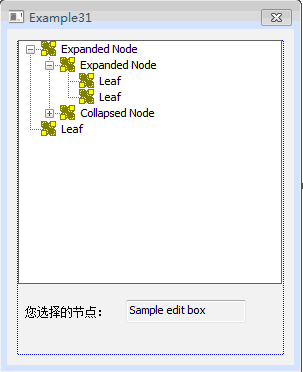 Example31
Expanded Node
Expanded Node
Leaf
Leaf
Collapsed Node
Leaf
您选择的节点： Sample edit box